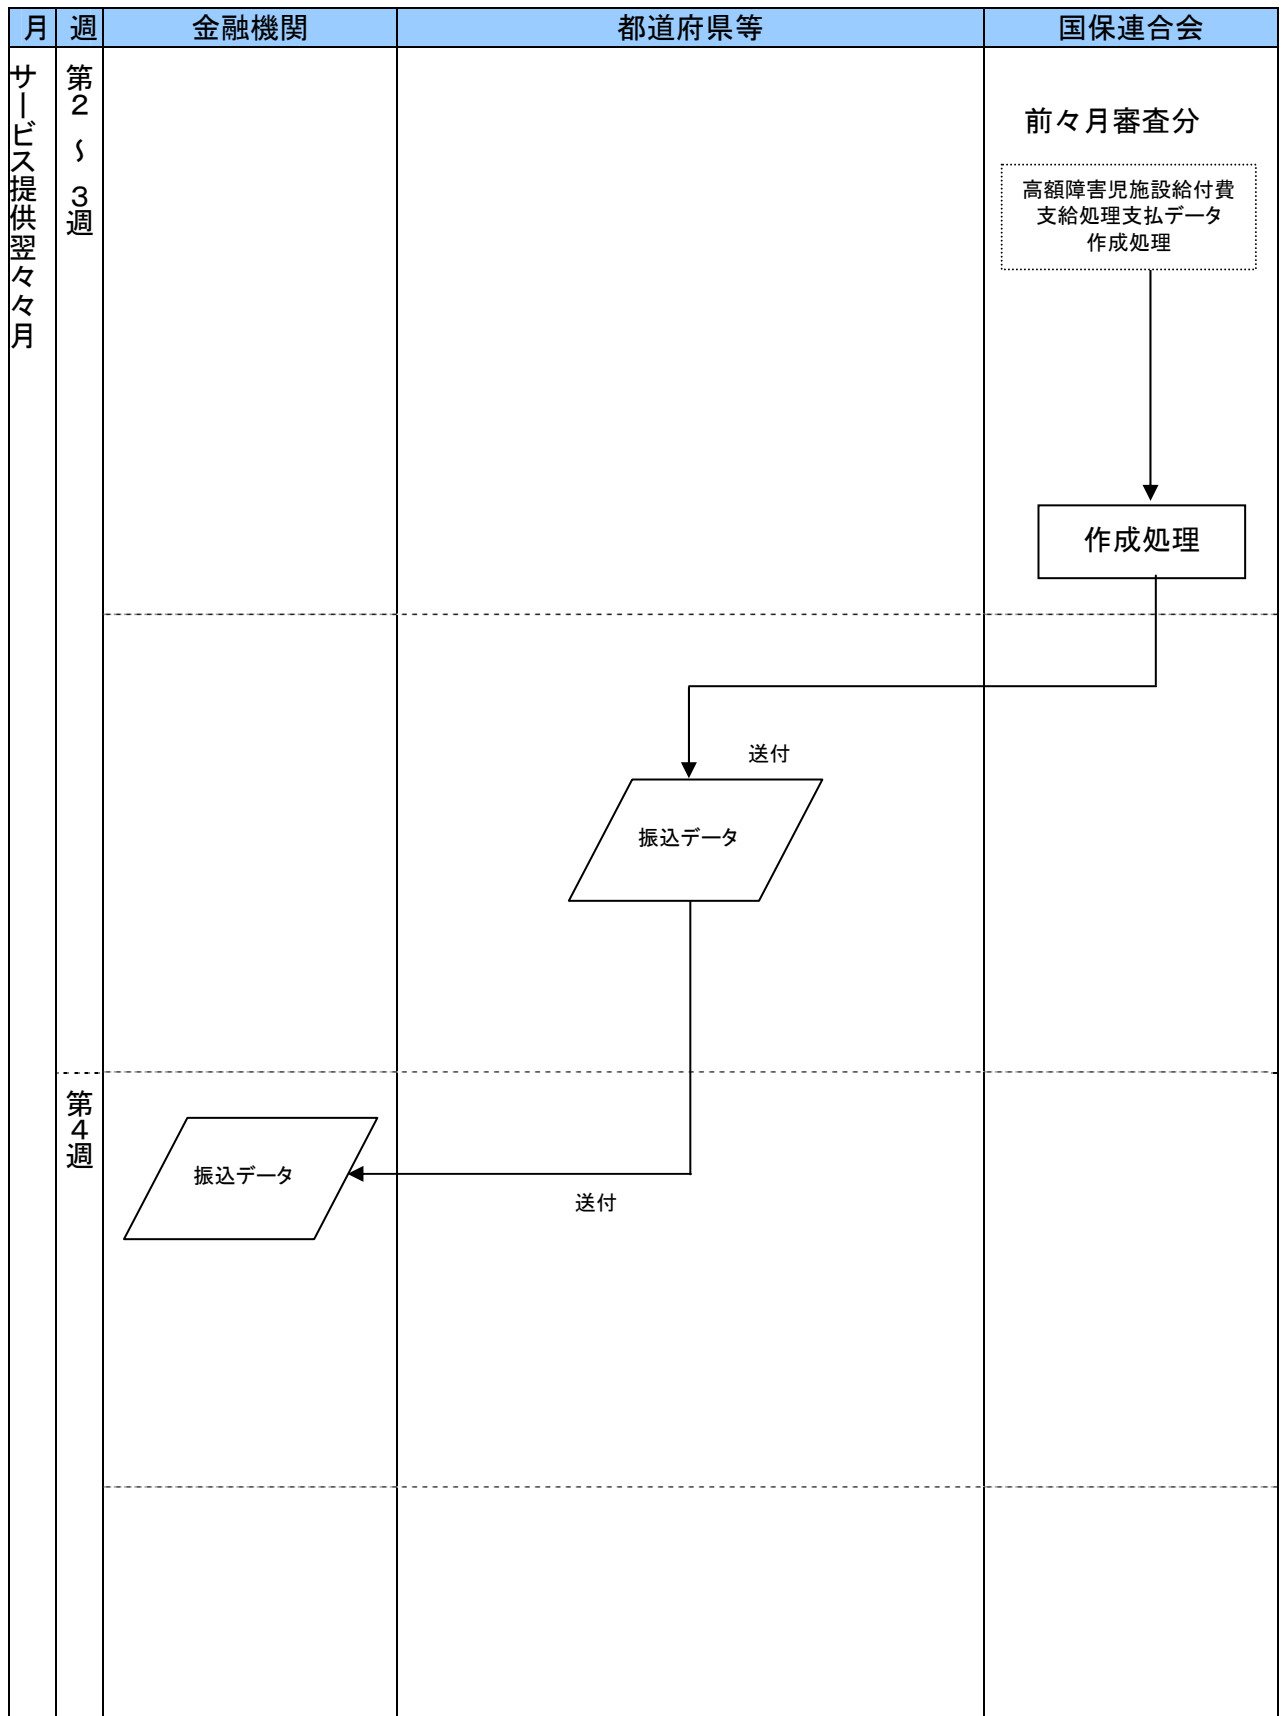 月 週 金融機関 都道府県等 国保連合会
サービス提供翌々々月
第2～3週
前々月審査分
高額障害児施設給付費
支給処理支払データ
作成処理
作成処理
送付
振込データ
第4週
振込データ
送付